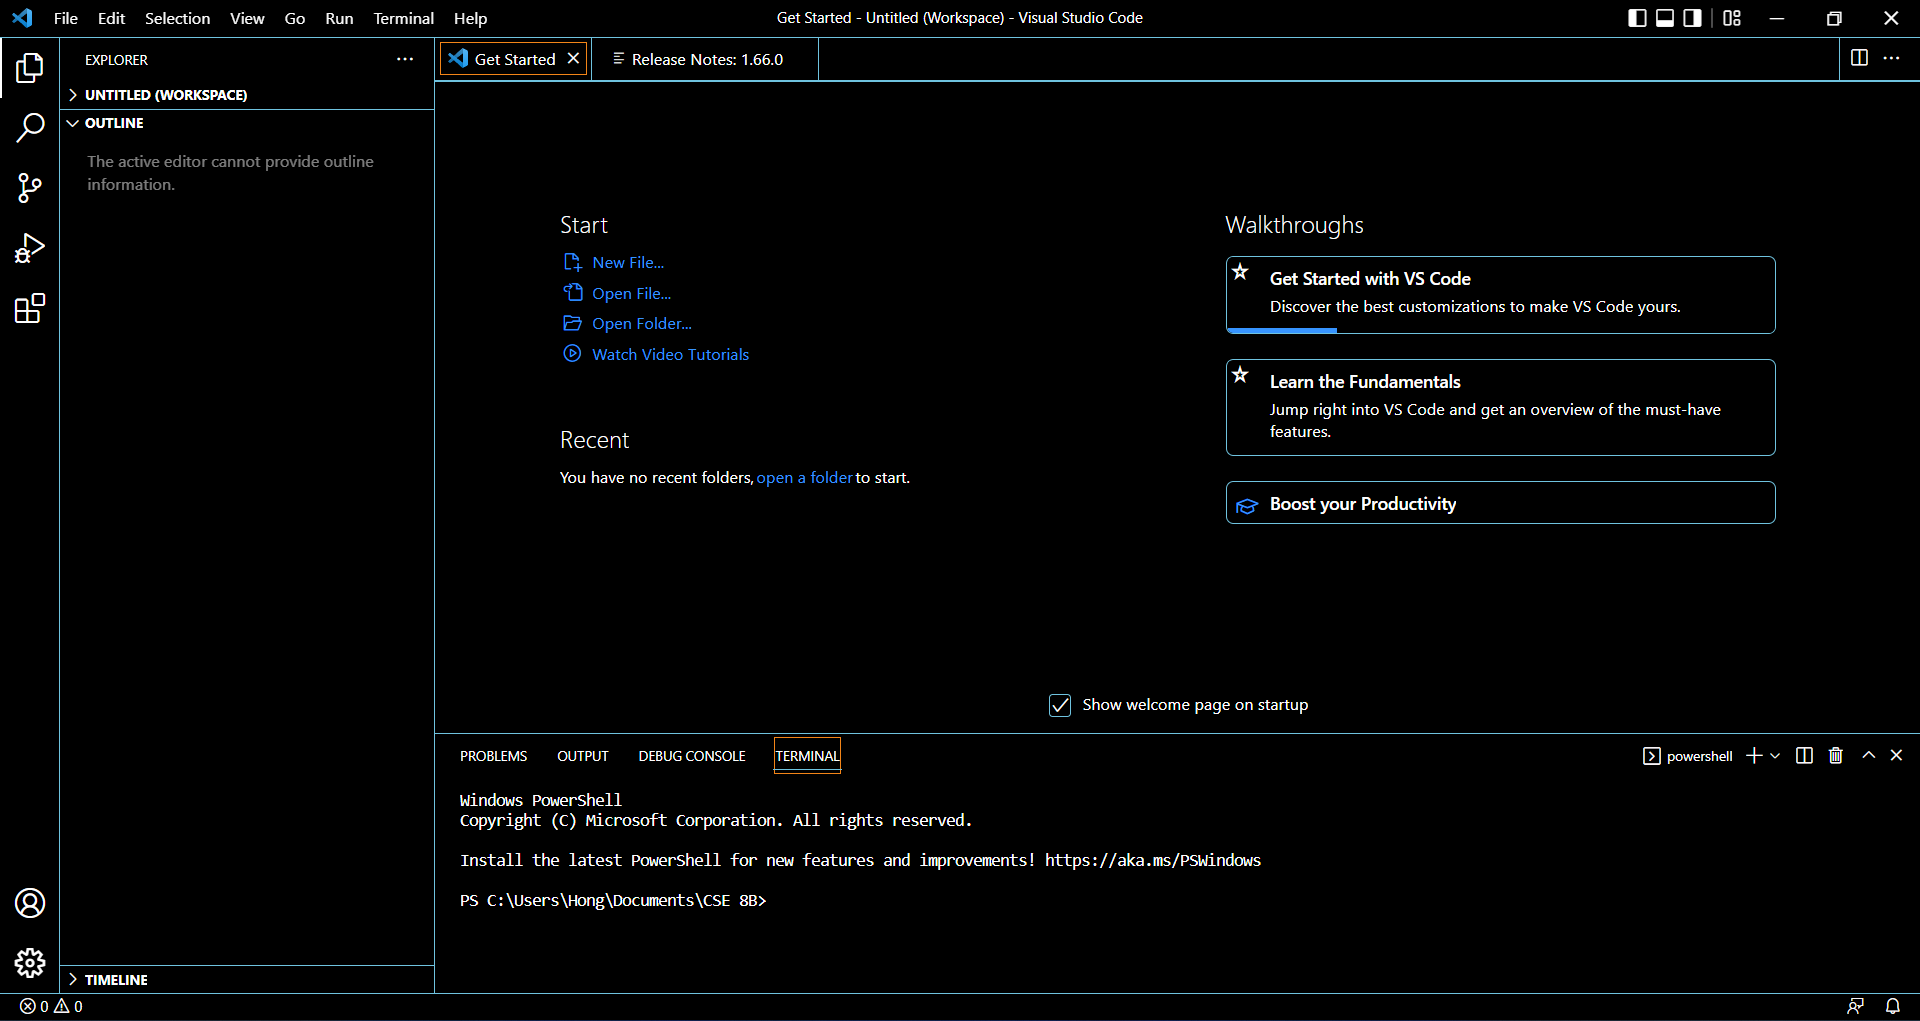 File Edit Selection View Go Run Terminal Help
Get Started - Untitled (Workspace) - Visual Studio Code
EXPLORER
UNTITLED (WORKSPACE)
OUTLINE
The active editor cannot provide outline
information.
TIMELINE
Get Started
Release Notes: 1.66.0
Start
New File...
Open File...
Open Folder...
Watch Video Tutorials
Recent
You have no recent folders, open a folder to start.
Walkthroughs
Get Started with VS Code
Discover the best customizations to make VS Code yours.
Learn the Fundamentals
Jump right into VS Code and get an overview of the must-have
features.
Boost your Productivity
Show welcome page on startup
PROBLEMS OUTPUT DEBUG CONSOLE TERMINAL
powershell
Windows PowerShell
Copyright (C) Microsoft Corporation. All rights reserved.
Install the latest PowerShell for new features and improvements! https://aka.ms/PSWindows
PS C:\Users\Hong\Documents\CSE 8B>
0 0